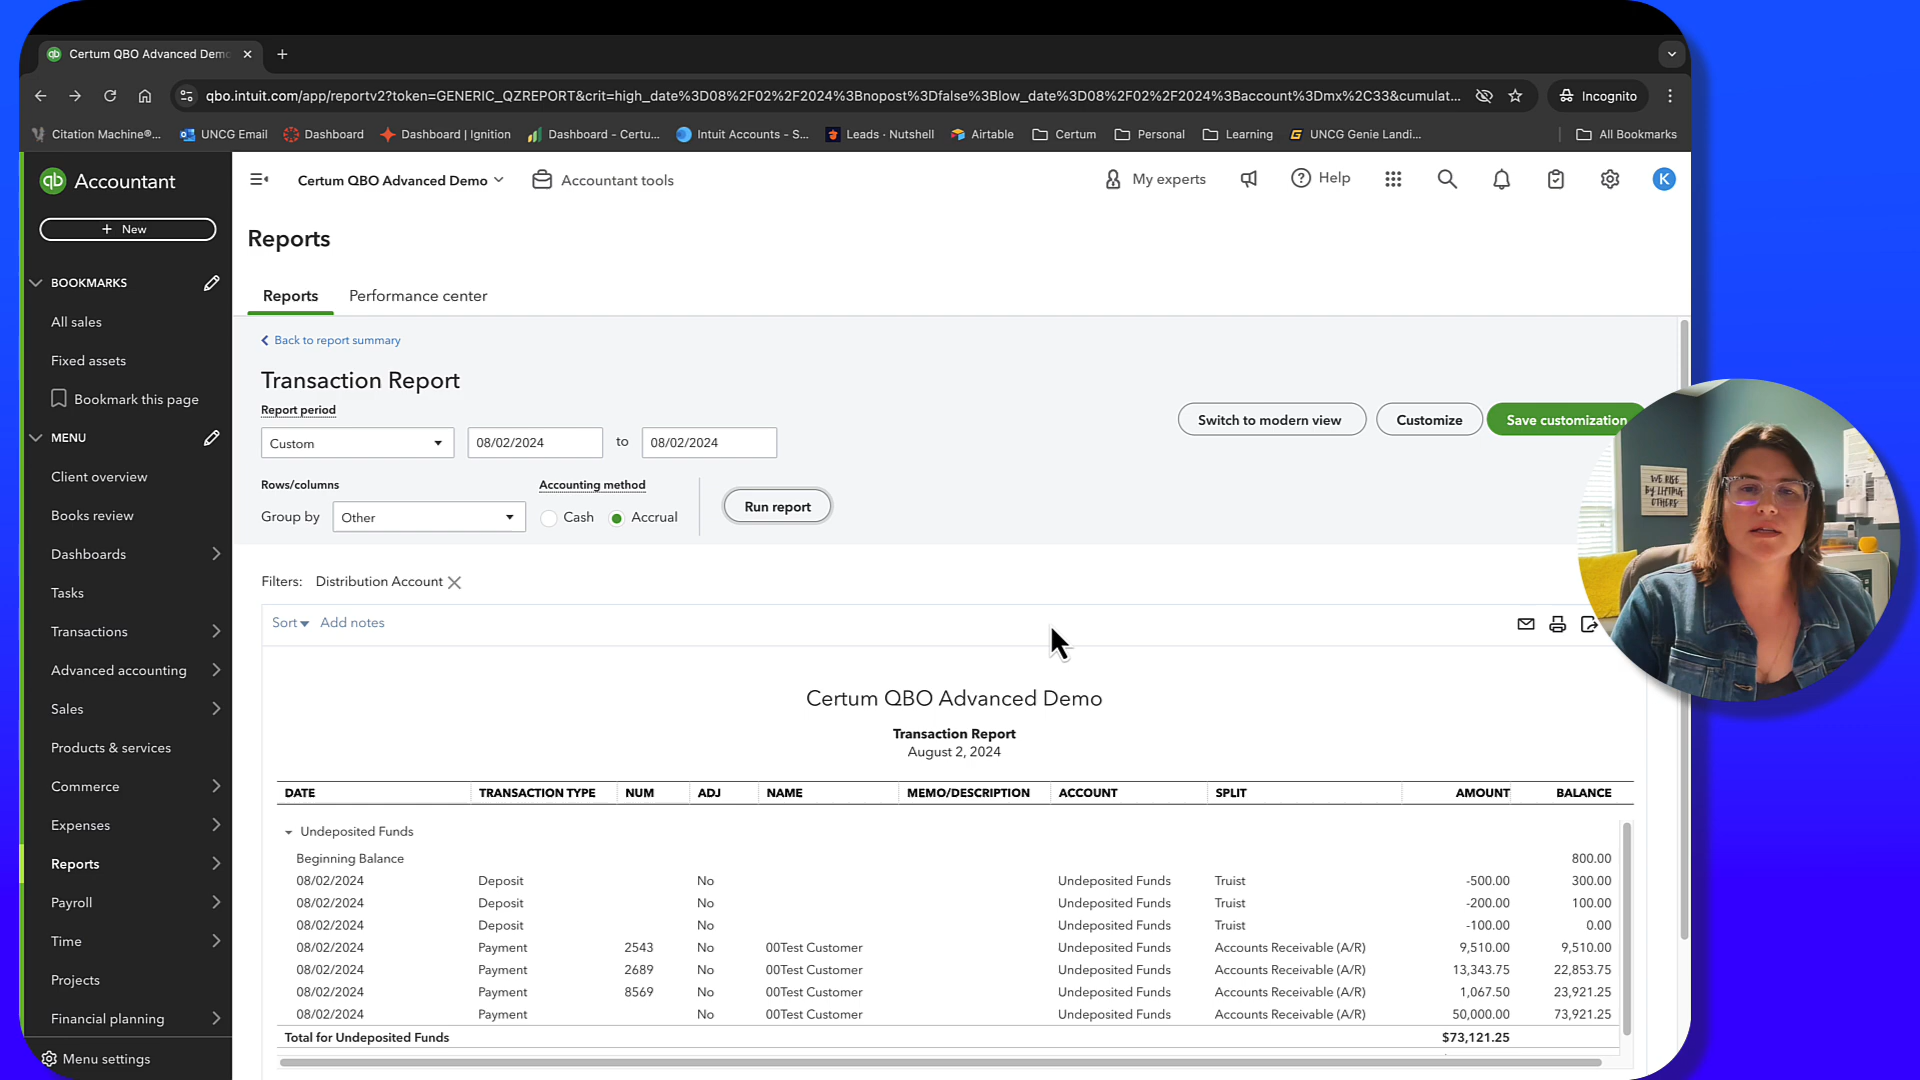 Certum QBO Advanced Demo
qbo.intuit.com/app/reportv2?token=GENERIC_QZREPORT&crit=high_date%3D08%2F02%2F2024%3Bnopost%3Dfalse%3Blow_date%3D08%2F02%2F2024%3Baccount%3Dmx%2C33&cumulat... Incognito
Citation Machine®... UNCG Email Dashboard Dashboard | Ignition Dashboard - Certu... Intuit Accounts - S... Leads · Nutshell Airtable Certum Personal Learning UNCG Genie Landi... All Bookmarks
qb Accountant
Certum QBO Advanced Demo Accountant tools My experts Help K
+ New
BOOKMARKS
All sales
Fixed assets
Bookmark this page
MENU
Client overview
Books review
Dashboards
Tasks
Transactions
Advanced accounting
Sales
Products & services
Commerce
Expenses
Reports
Payroll
Time
Projects
Financial planning
Menu settings
Reports
Reports Performance center
Back to report summary
Transaction Report
Report period
Custom 08/02/2024 to 08/02/2024
Switch to modern view Customize Save customization
Rows/columns Accounting method
Group by Other Cash Accrual Run report
WE RISE
BY LIFTING
OTHERS
Filters: Distribution Account
Sort Add notes
Certum QBO Advanced Demo
Transaction Report
August 2, 2024
DATE TRANSACTION TYPE NUM ADJ NAME MEMO/DESCRIPTION ACCOUNT SPLIT AMOUNT BALANCE
Undeposited Funds
Beginning Balance 800.00
08/02/2024 Deposit No Undeposited Funds Truist -500.00 300.00
08/02/2024 Deposit No Undeposited Funds Truist -200.00 100.00
08/02/2024 Deposit No Undeposited Funds Truist -100.00 0.00
08/02/2024 Payment 2543 No 00Test Customer Undeposited Funds Accounts Receivable (A/R) 9,510.00 9,510.00
08/02/2024 Payment 2689 No 00Test Customer Undeposited Funds Accounts Receivable (A/R) 13,343.75 22,853.75
08/02/2024 Payment 8569 No 00Test Customer Undeposited Funds Accounts Receivable (A/R) 1,067.50 23,921.25
08/02/2024 Payment No 00Test Customer Undeposited Funds Accounts Receivable (A/R) 50,000.00 73,921.25
Total for Undeposited Funds $73,121.25